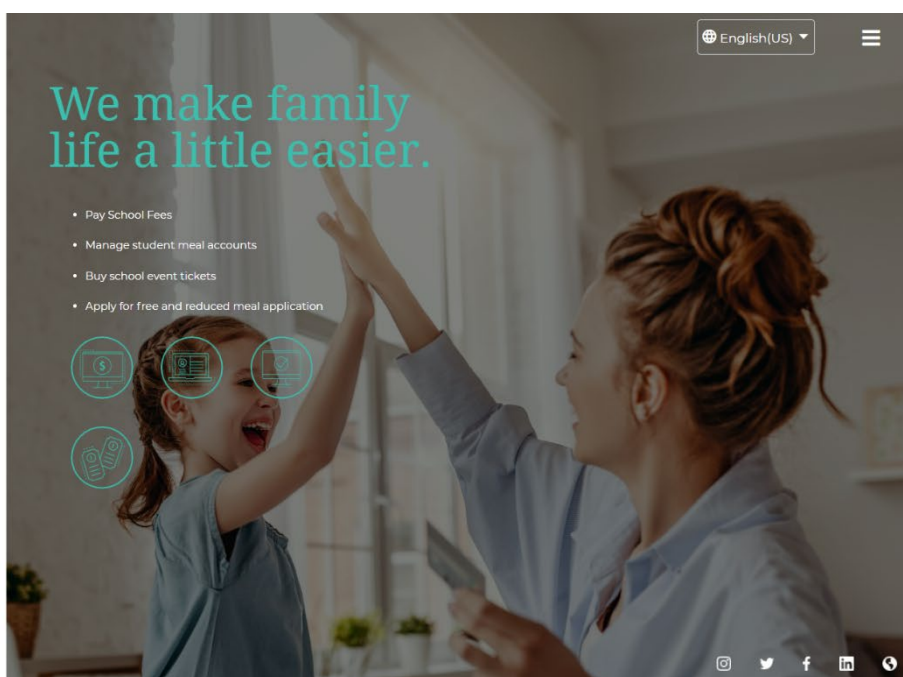 English(US)
We make family
life a little easier.
Pay School Fees
Manage student meal accounts
Buy school event tickets
Apply for free and reduced meal application